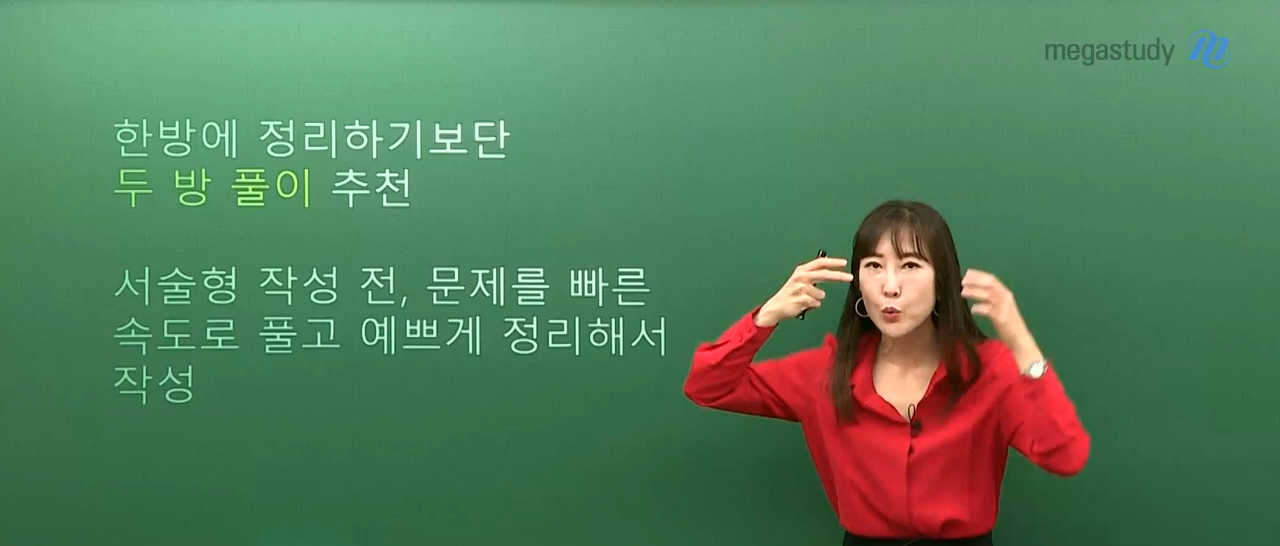 megastudy
한방에 정리하기보단
두 방 풀이 추천
서술형 작성 전, 문제를 빠른
속도로 풀고 예쁘게 정리해서
작성